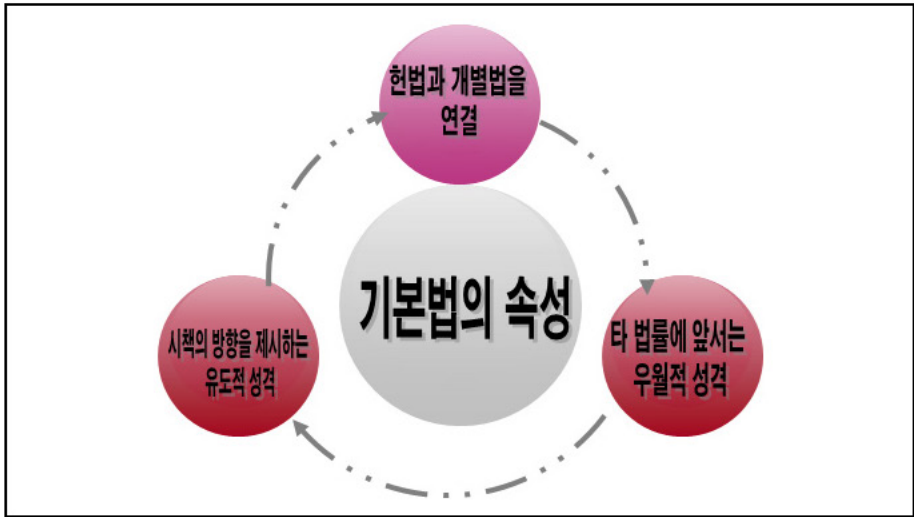 헌법과 개별법을
연결
기본법의 속성
시책의 방향을 제시하는
유도적 성격
타 법률에 앞서는
우월적 성격